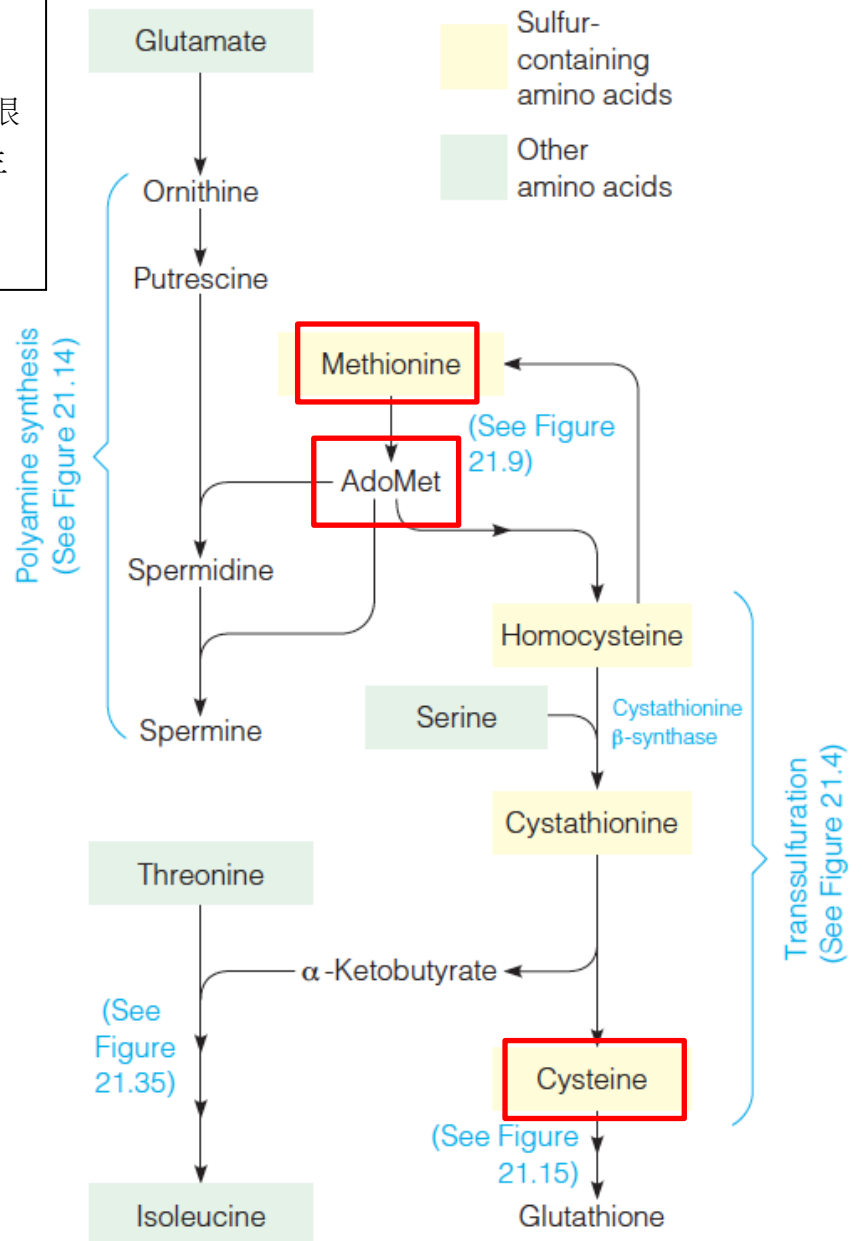 Glutamate
Sulfur-
containing
amino acids
Other
amino acids
Ornithine
Putrescine
Polyamine synthesis
(See Figure 21.14)
Methionine
(See Figure
21.9)
AdoMet
Spermidine
Homocysteine
Serine
Cystathionine
β-synthase
Spermine
Cystathionine
Transsulfuration
(See Figure 21.4)
Threonine
α-Ketobutyrate
(See
Figure
21.35)
Cysteine
(See Figure
21.15)
Isoleucine
Glutathione